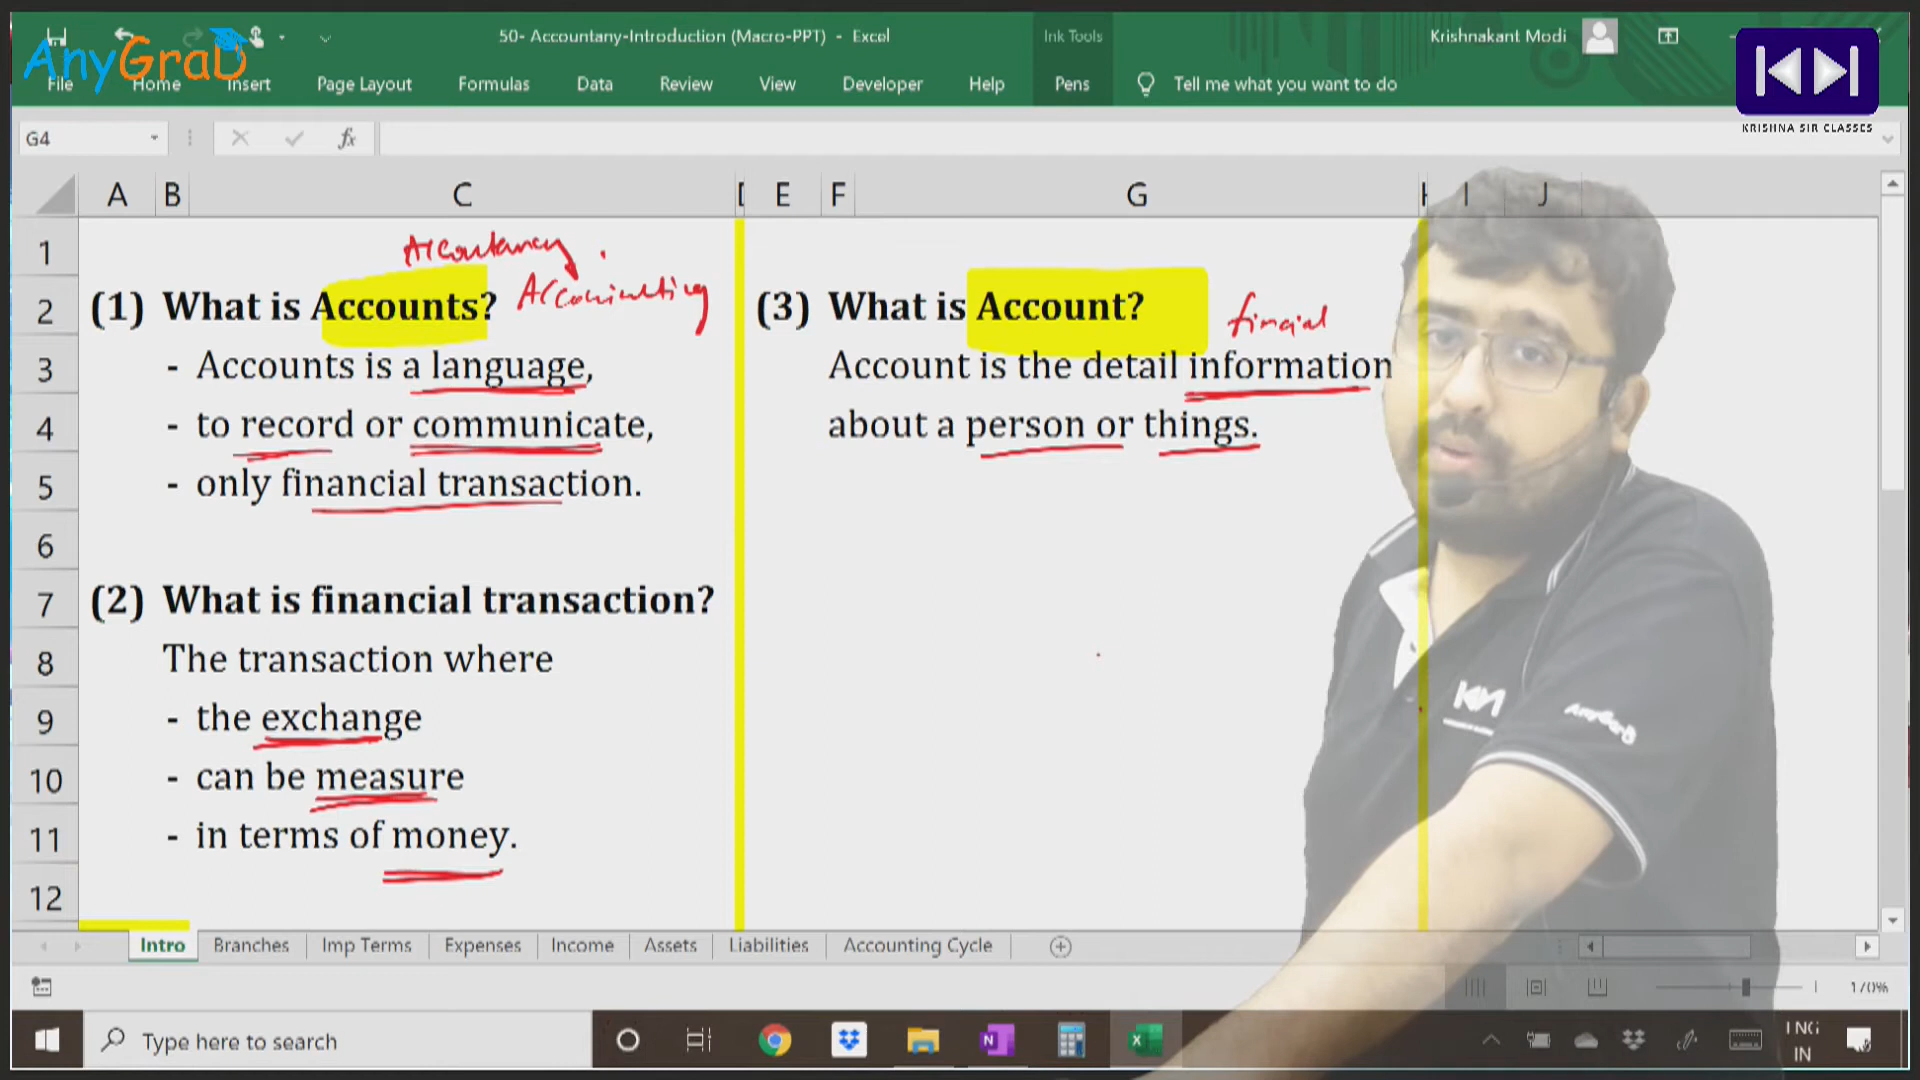 50- Accountany-Introduction (Macro-PPT) - Excel
Ink Tools
Krishnakant Modi
AnyGraD
File Home Insert Page Layout Formulas Data Review View Developer Help Pens Tell me what you want to do
KRISHNA SIR CLASSES
G4
fx
A B C E F G I J
1
Accountancy
2 (1) What is Accounts? Accounting (3) What is Account? fincial
3 - Accounts is a language, Account is the detail information
4 - to record or communicate, about a person or things.
5 - only financial transaction.
6
7 (2) What is financial transaction?
8 The transaction where
9 - the exchange
10 - can be measure
11 - in terms of money.
12
Intro Branches Imp Terms Expenses Income Assets Liabilities Accounting Cycle
170%
Type here to search
IN